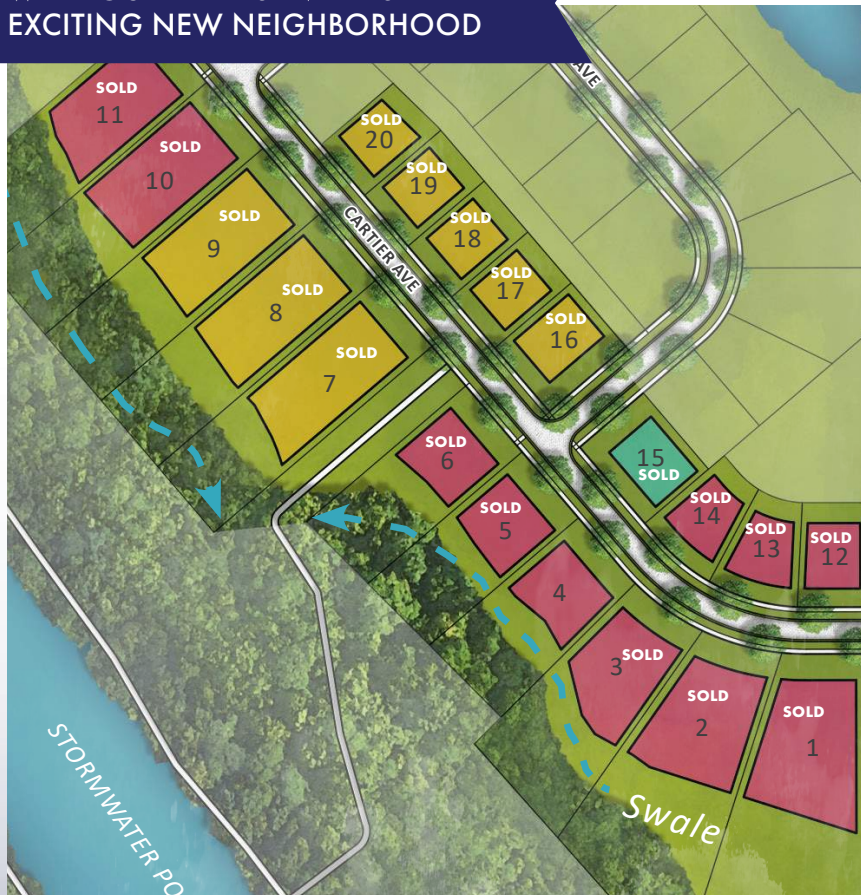 EXCITING NEW NEIGHBORHOOD
AVE
SOLD
11
SOLD
10
SOLD
9
SOLD
8
SOLD
7
SOLD
20
SOLD
19
SOLD
18
SOLD
17
SOLD
16
CARTIER AVE
SOLD
6
SOLD
5
4
3
SOLD
SOLD
2
SOLD
1
15
SOLD
SOLD
14
SOLD
13
SOLD
12
Swale
STORMWATER